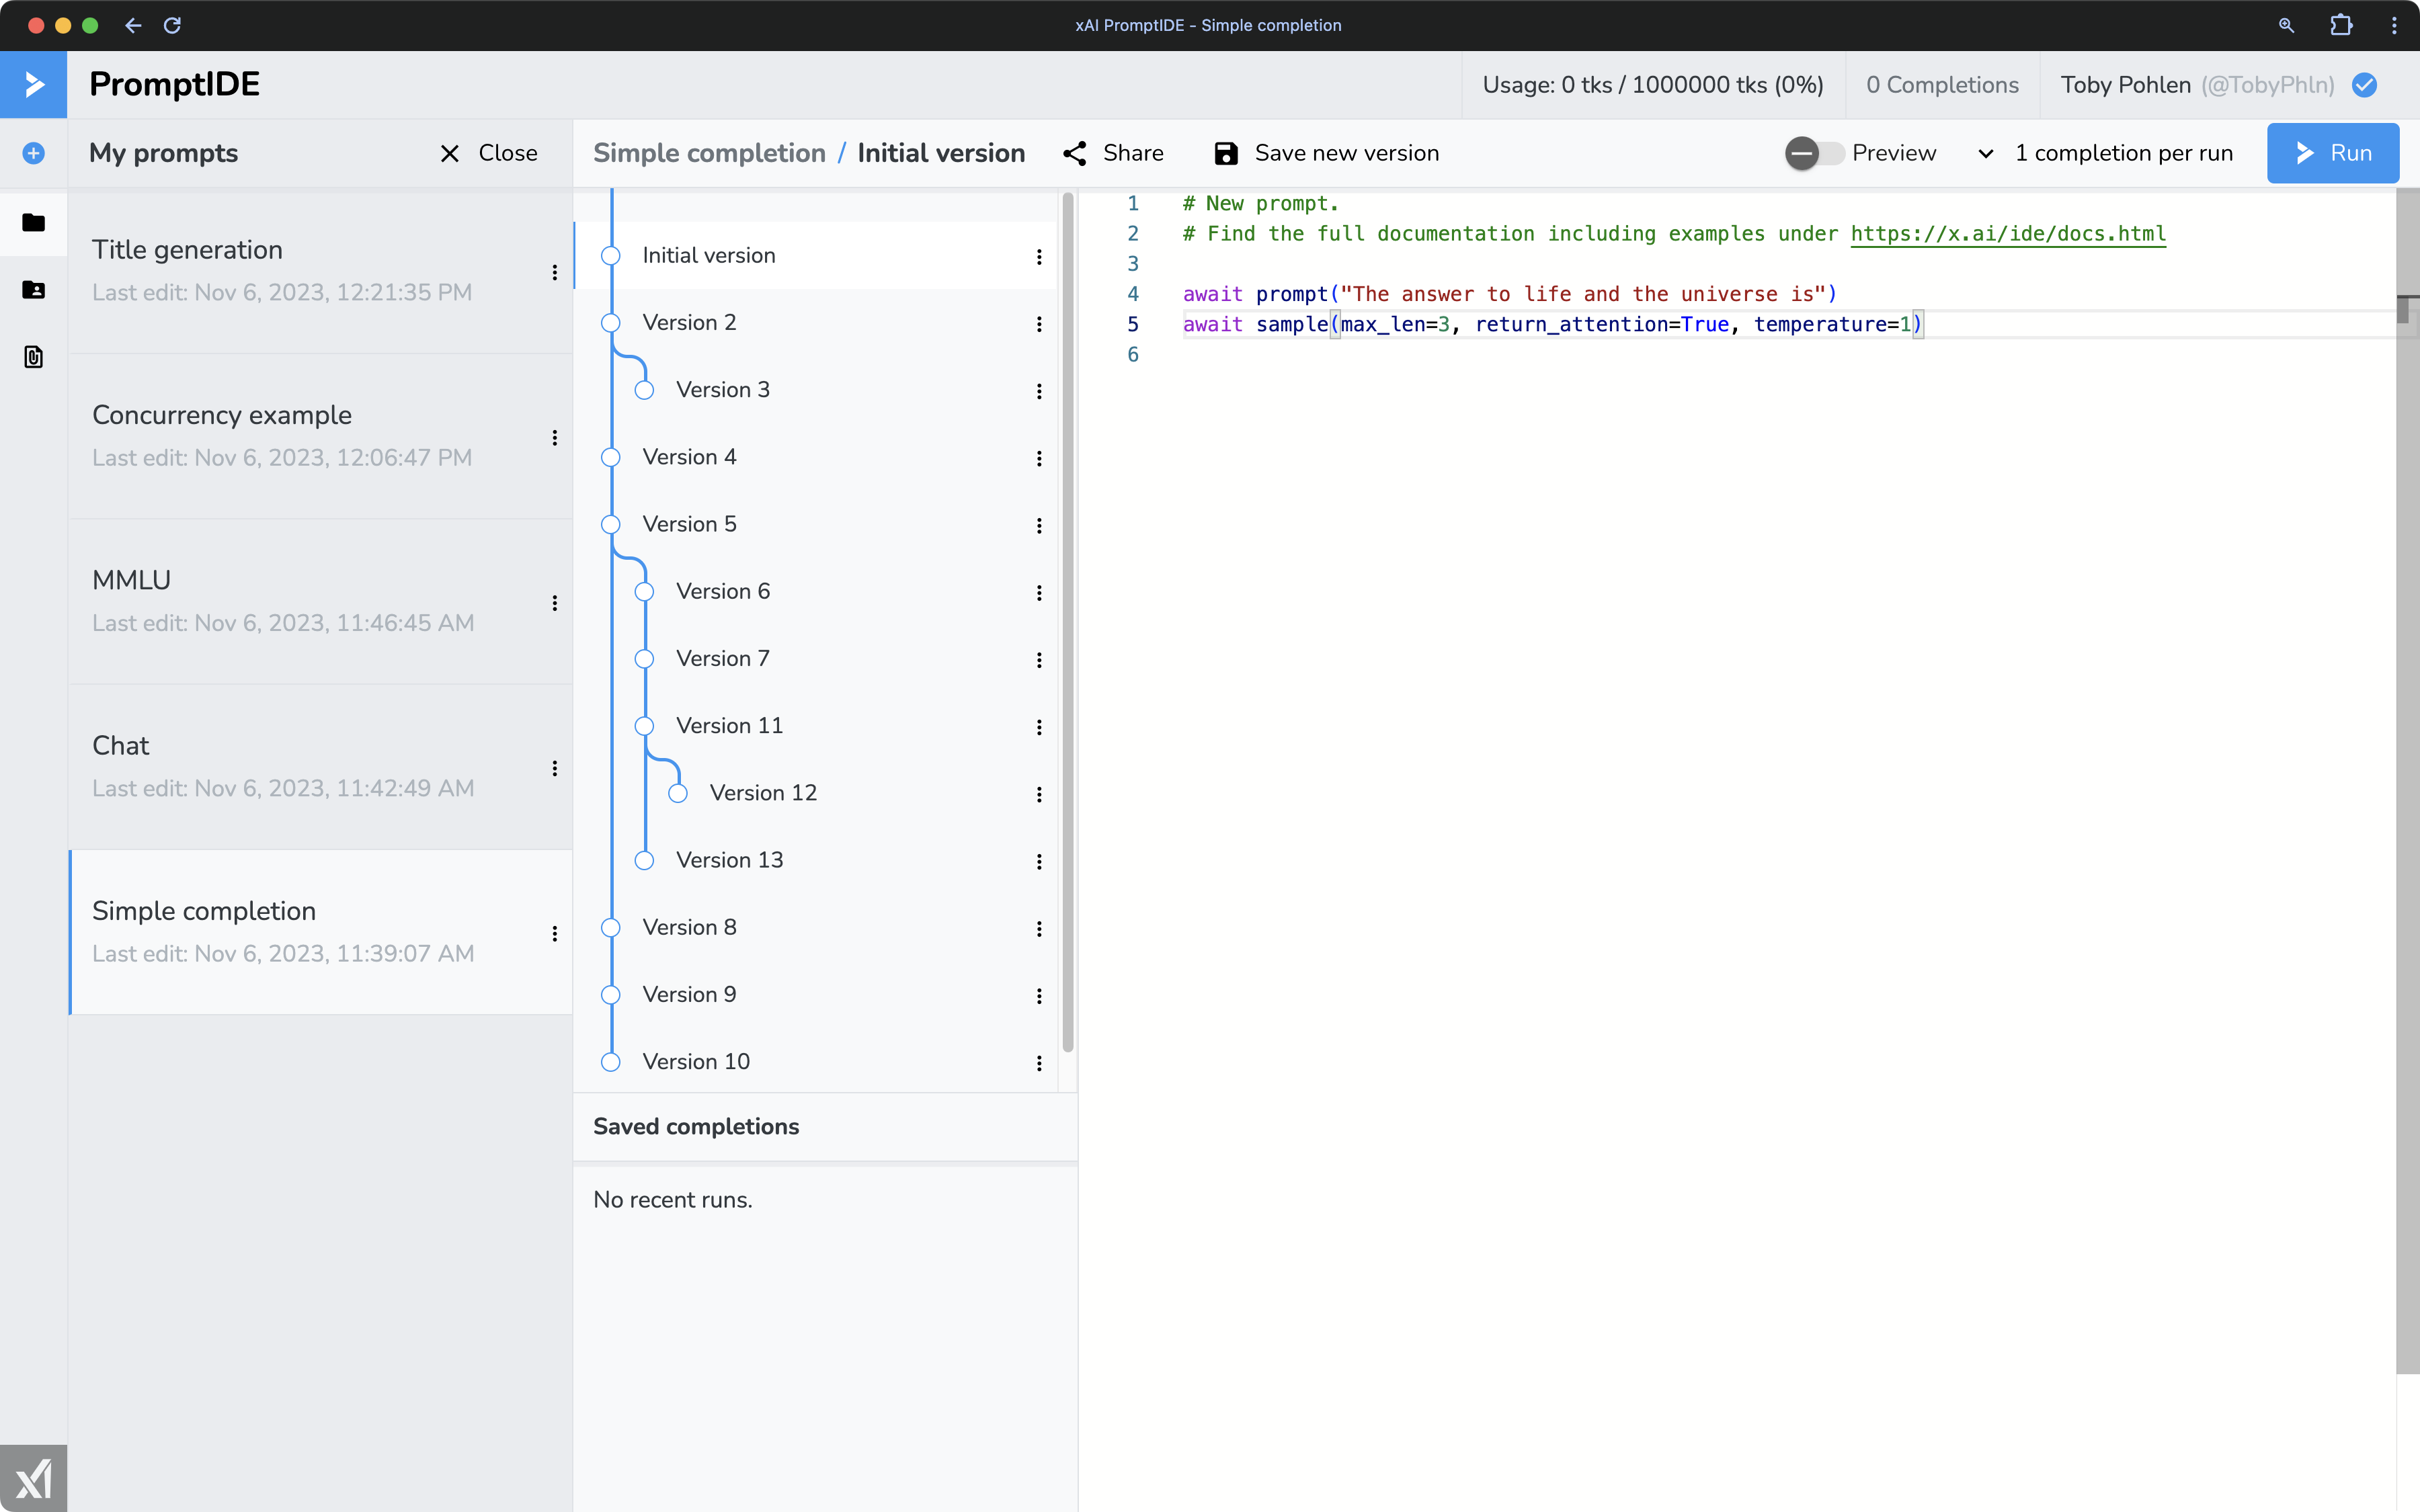 xAI PromptIDE - Simple completion
PromptIDE
Usage: 0 tks / 1000000 tks (0%)
0 Completions
Toby Pohlen (@TobyPhln)
My prompts
Close
Simple completion / Initial version
Share
Save new version
Preview
1 completion per run
Run
Title generation
Last edit: Nov 6, 2023, 12:21:35 PM
Concurrency example
Last edit: Nov 6, 2023, 12:06:47 PM
MMLU
Last edit: Nov 6, 2023, 11:46:45 AM
Chat
Last edit: Nov 6, 2023, 11:42:49 AM
Simple completion
Last edit: Nov 6, 2023, 11:39:07 AM
Initial version
Version 2
Version 3
Version 4
Version 5
Version 6
Version 7
Version 11
Version 12
Version 13
Version 8
Version 9
Version 10
Saved completions
No recent runs.
1 # New prompt.
2 # Find the full documentation including examples under https://x.ai/ide/docs.html
3
4 await prompt("The answer to life and the universe is")
5 await sample(max_len=3, return_attention=True, temperature=1)
6
xAI